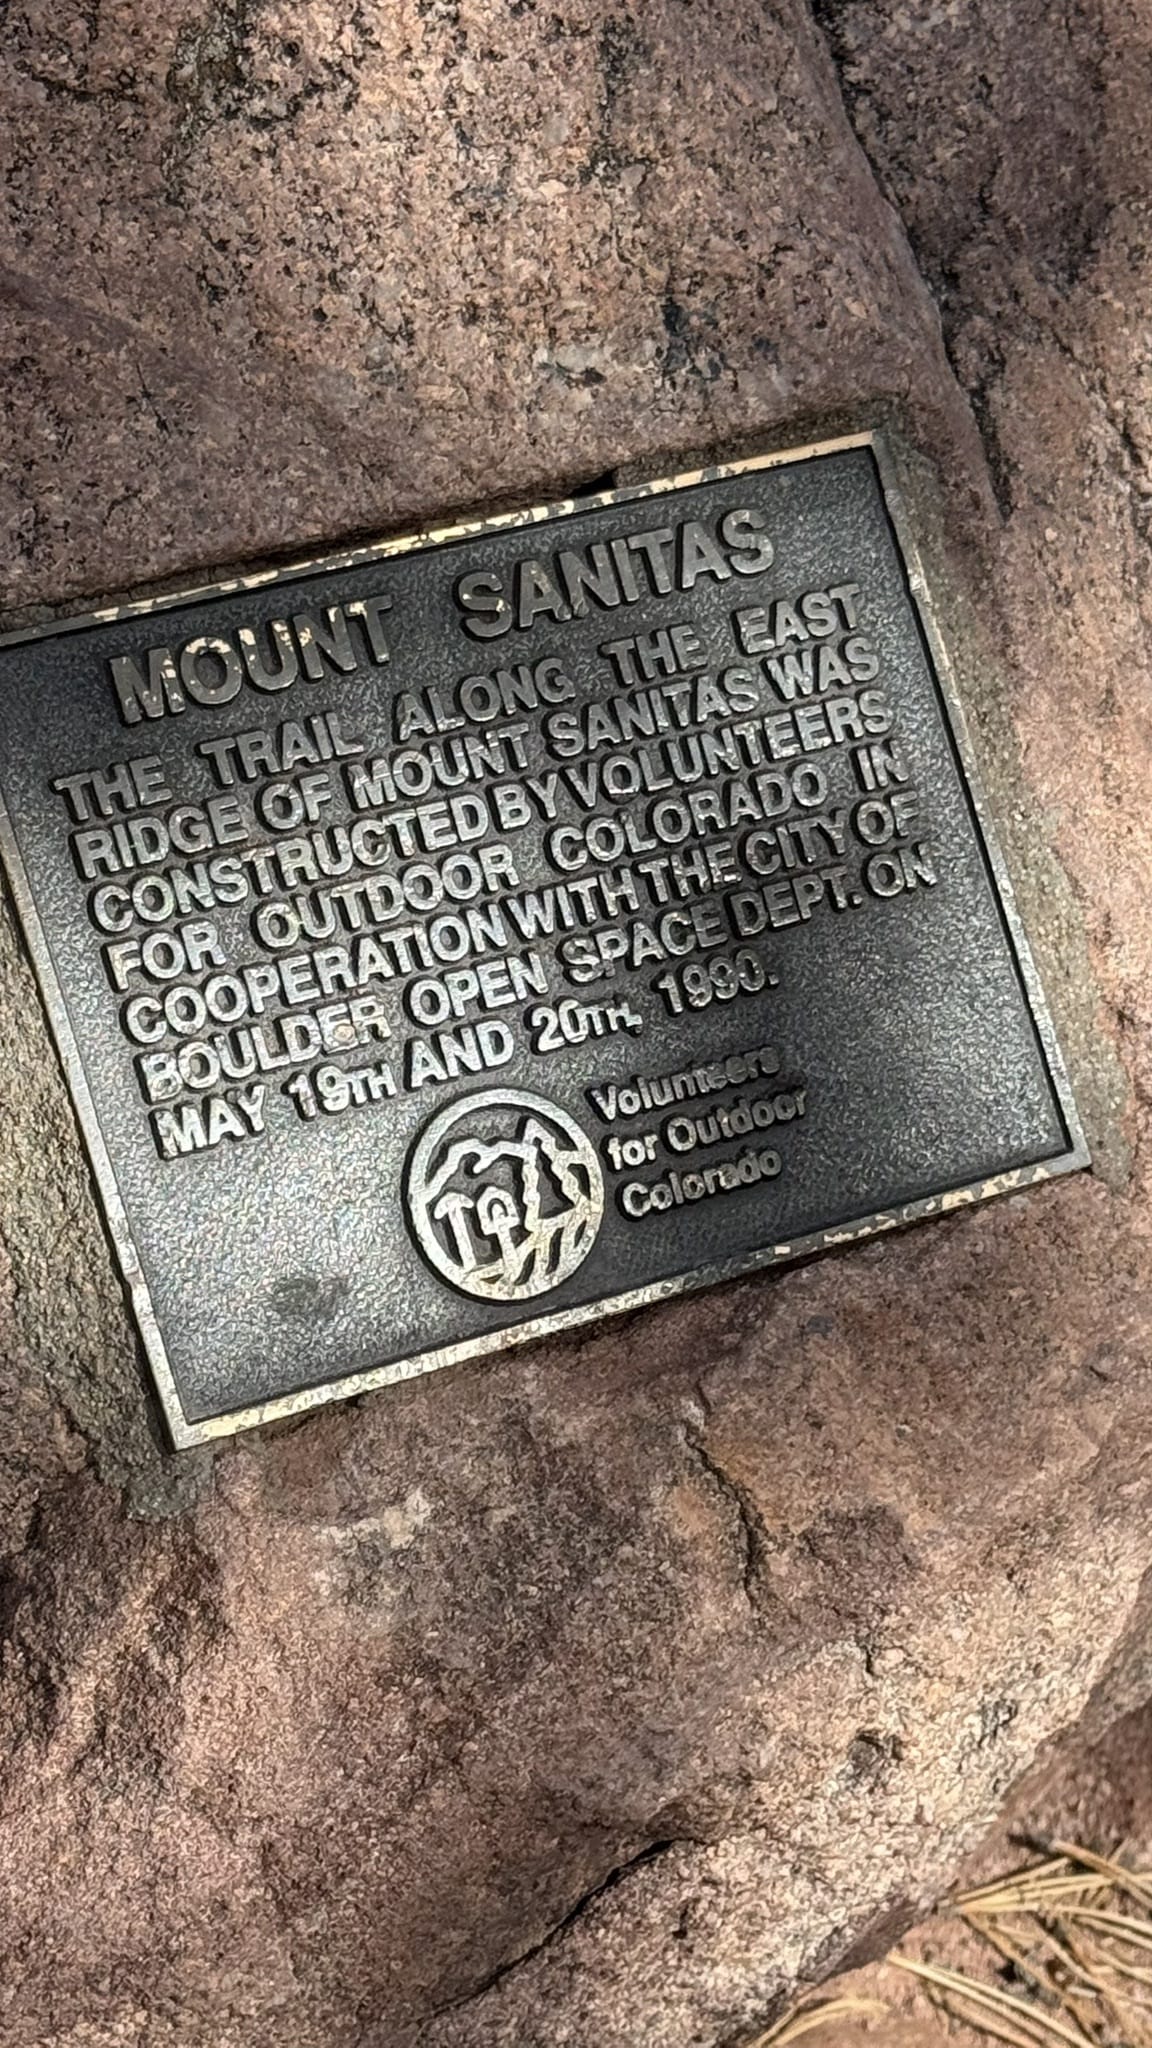 MOUNT SANITAS
THE TRAIL ALONG THE EAST
RIDGE OF MOUNT SANITAS WAS
CONSTRUCTED BY VOLUNTEERS
FOR OUTDOOR COLORADO IN
COOPERATION WITH THE CITY OF
BOULDER OPEN SPACE DEPT. ON
MAY 19TH AND 20TH, 1990.
Volunteers
for Outdoor
Colorado